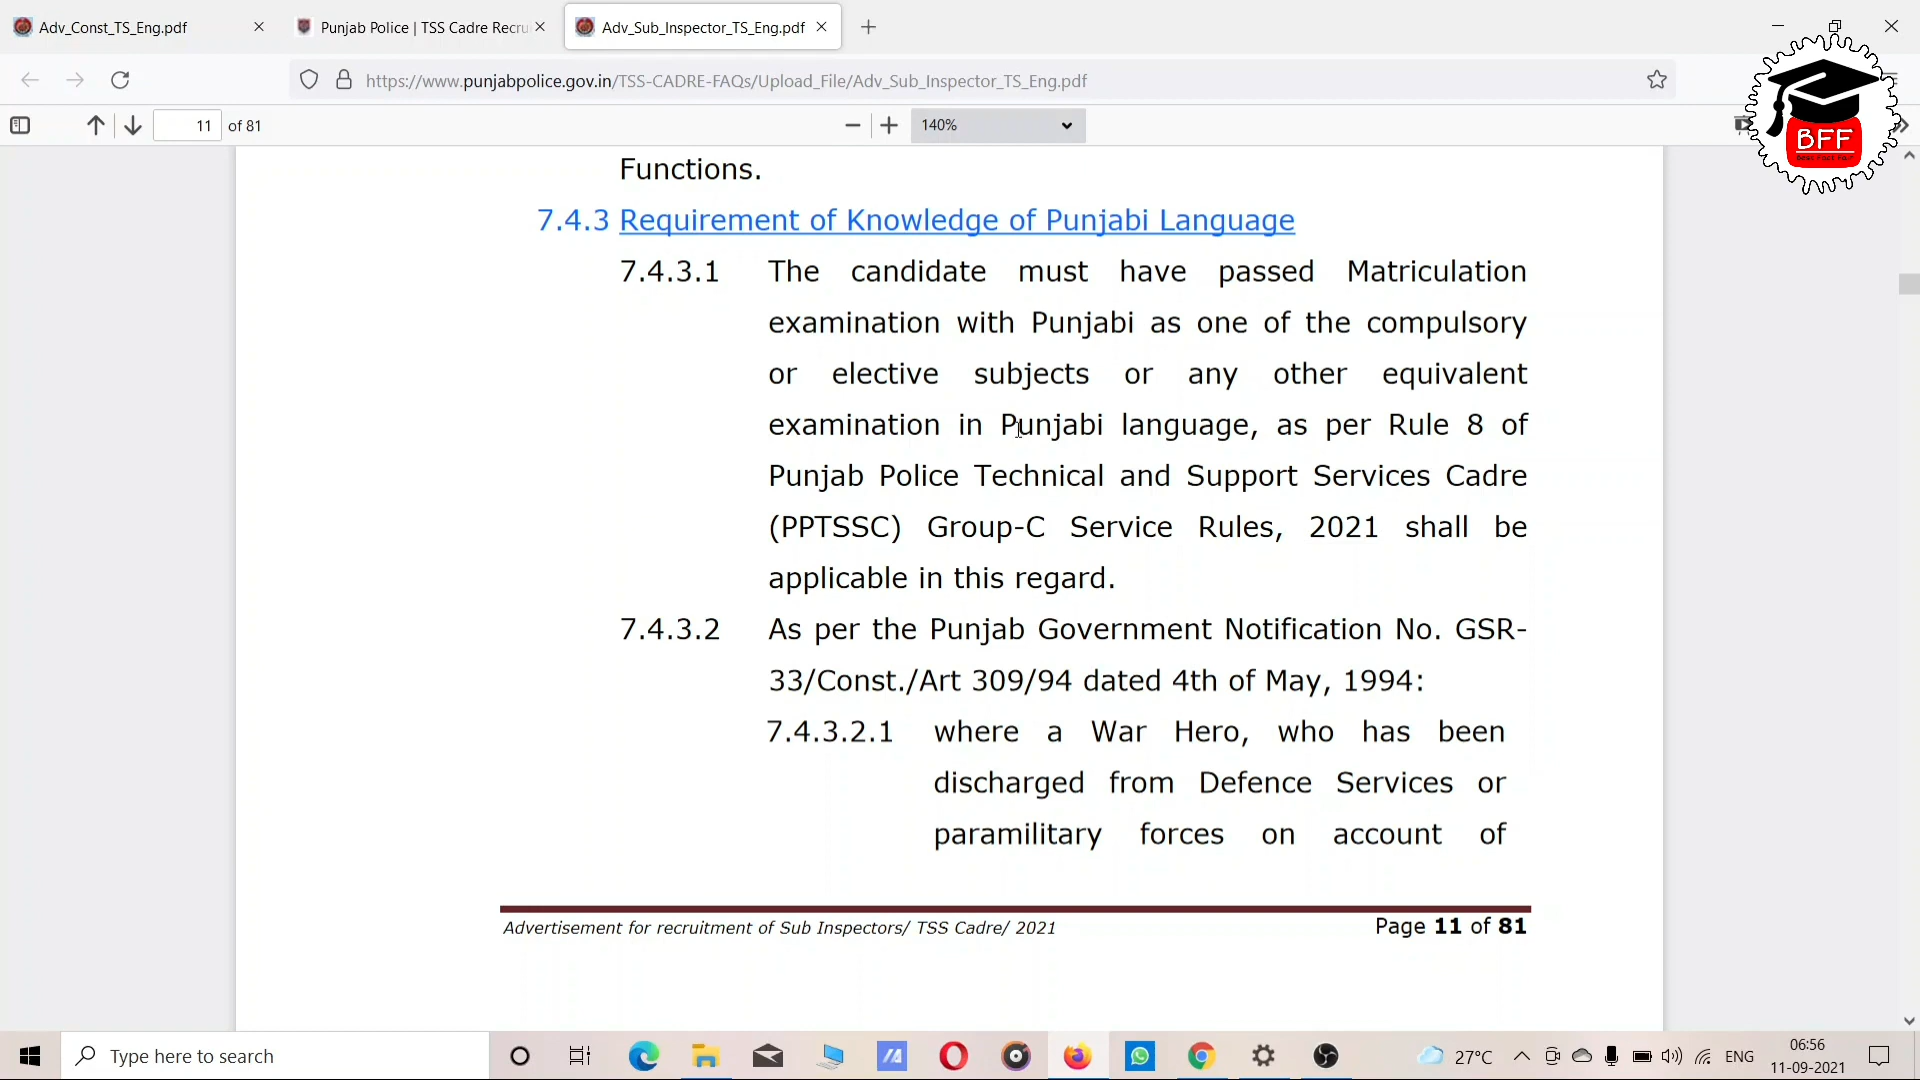 Adv_Const_TS_Eng.pdf
Punjab Police | TSS Cadre Recru
Adv_Sub_Inspector_TS_Eng.pdf
https://www.punjabpolice.gov.in/TSS-CADRE-FAQs/Upload_File/Adv_Sub_Inspector_TS_Eng.pdf
11 of 81
140%
BFF
Best Fact Fair
Functions.
7.4.3 Requirement of Knowledge of Punjabi Language
7.4.3.1 The candidate must have passed Matriculation
examination with Punjabi as one of the compulsory
or elective subjects or any other equivalent
examination in Punjabi language, as per Rule 8 of
Punjab Police Technical and Support Services Cadre
(PPTSSC) Group-C Service Rules, 2021 shall be
applicable in this regard.
7.4.3.2 As per the Punjab Government Notification No. GSR-
33/Const./Art 309/94 dated 4th of May, 1994:
7.4.3.2.1 where a War Hero, who has been
discharged from Defence Services or
paramilitary forces on account of
Advertisement for recruitment of Sub Inspectors/ TSS Cadre/ 2021
Page 11 of 81
Type here to search
27°C
ENG
06:56
11-09-2021